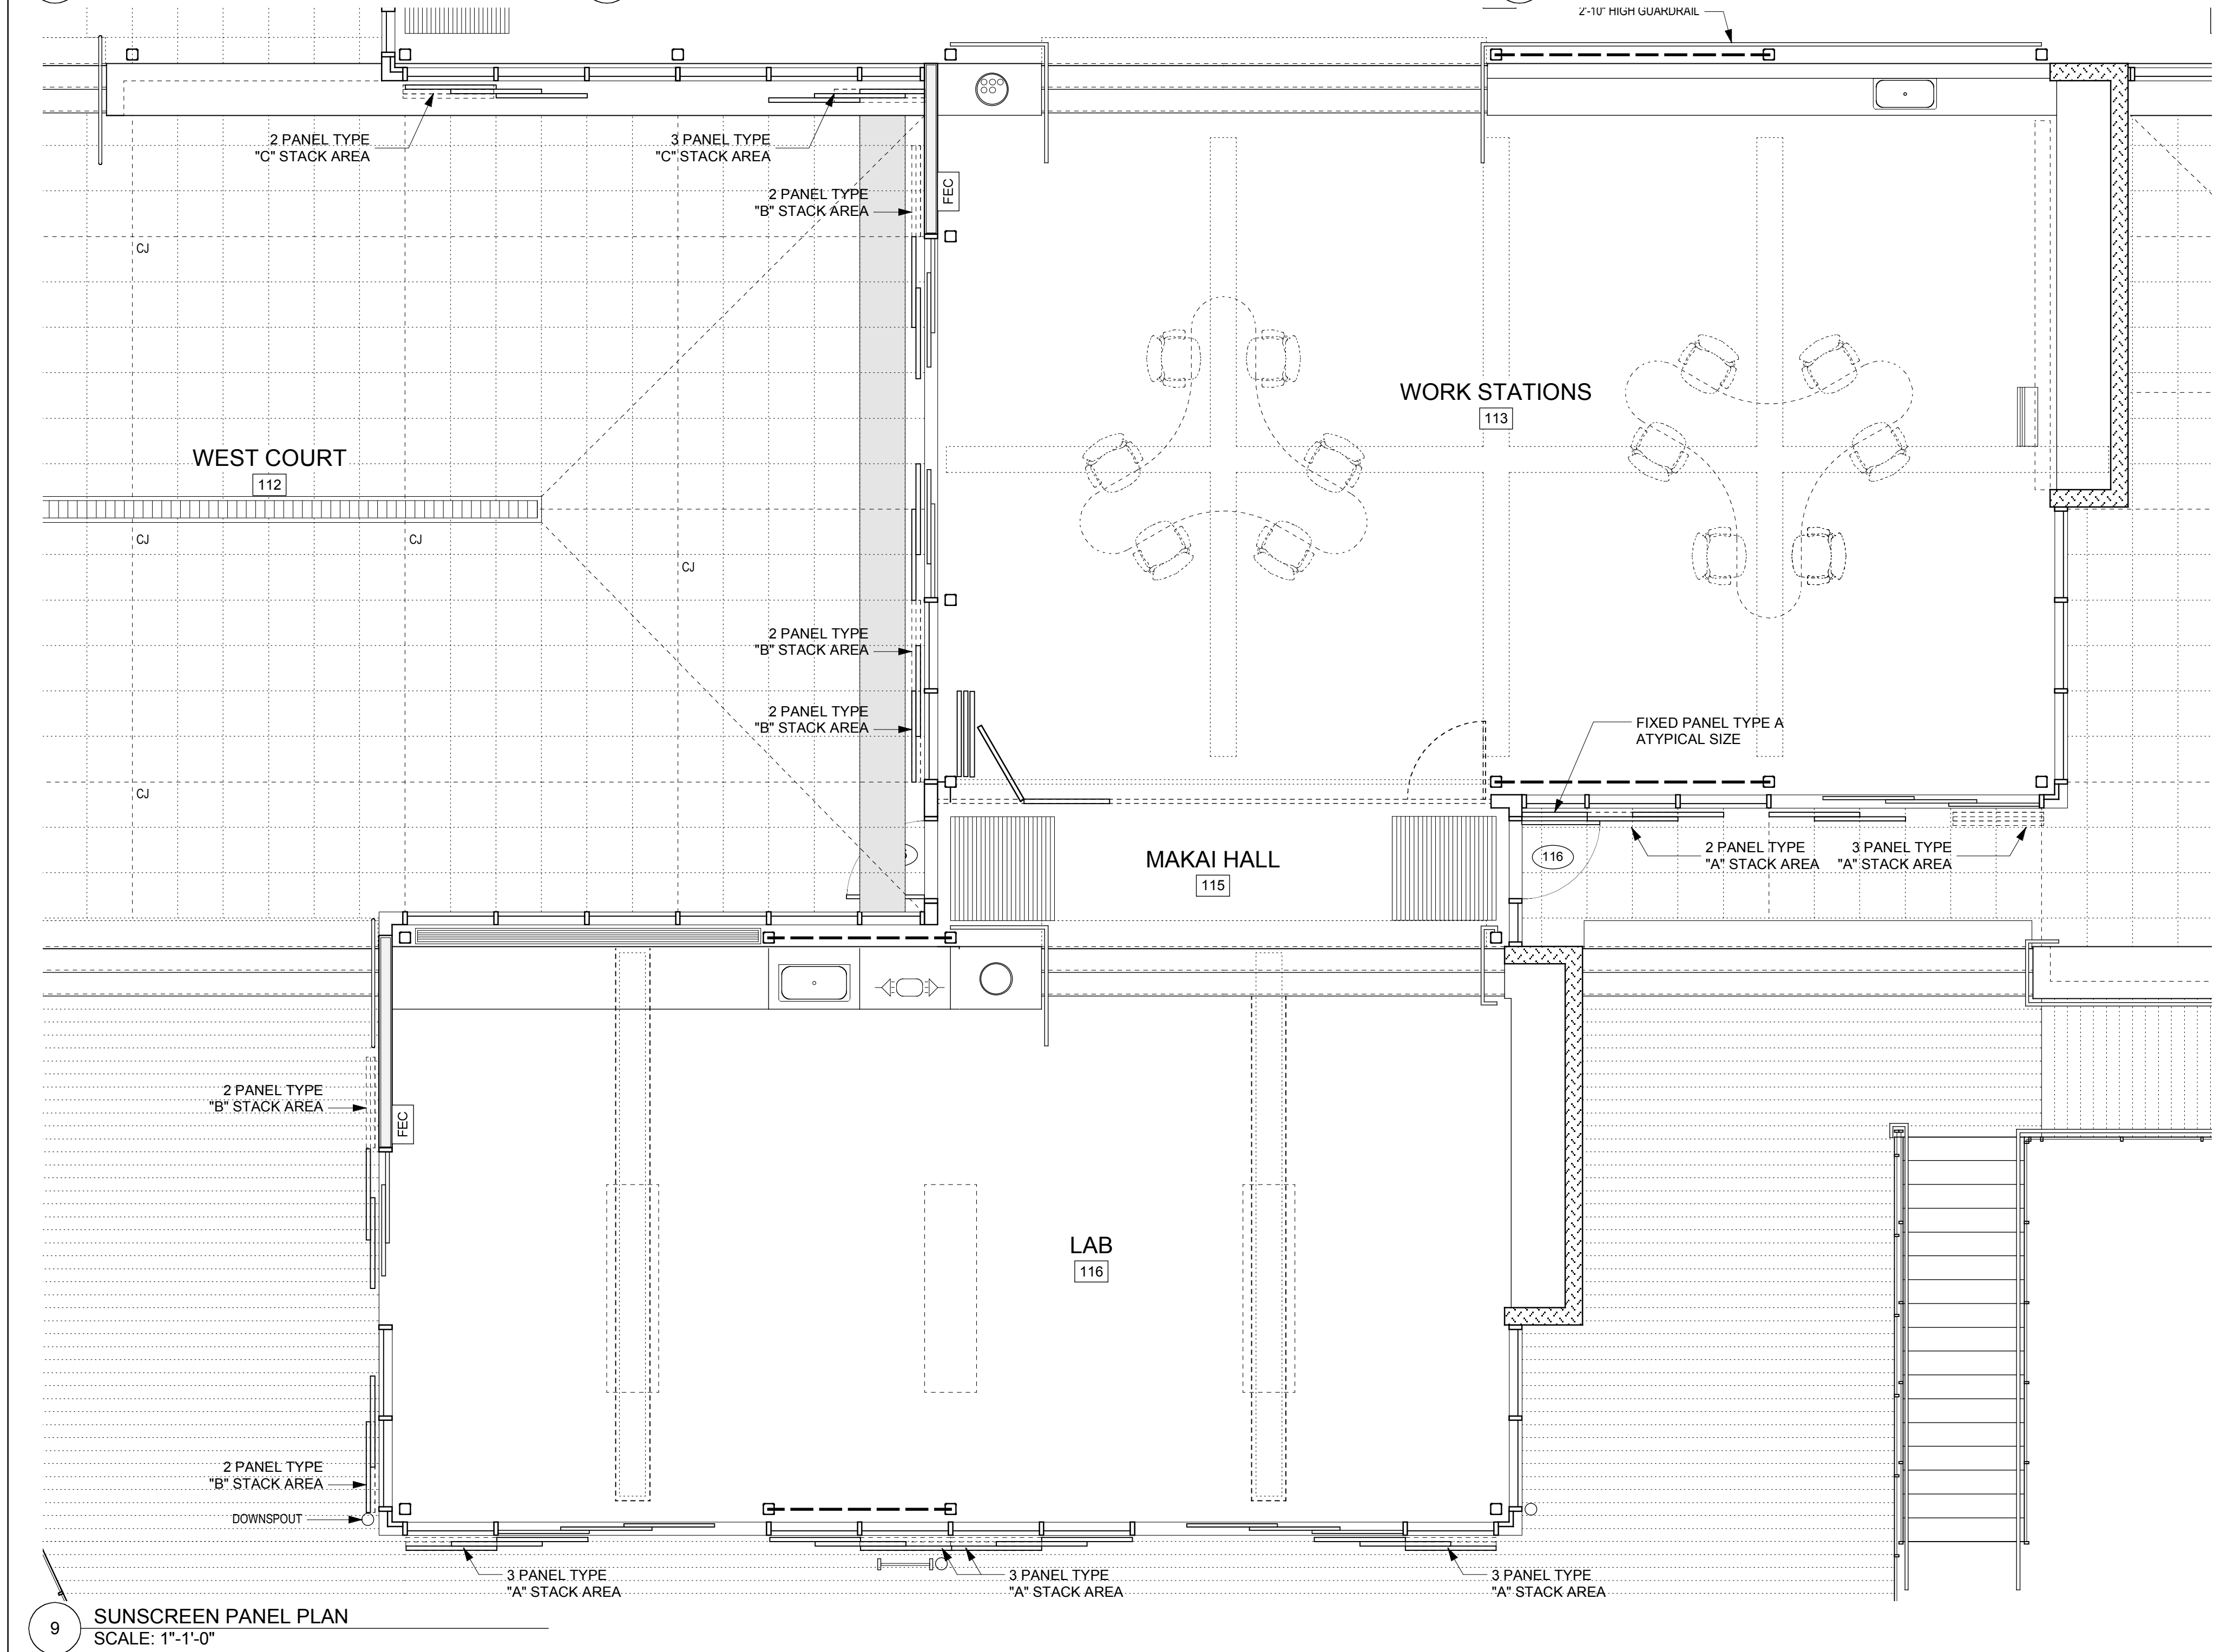 2'-10" HIGH GUARDRAIL
2 PANEL TYPE
"C" STACK AREA
3 PANEL TYPE
"C" STACK AREA
2 PANEL TYPE
"B" STACK AREA
FEC
CJ
WORK STATIONS
113
WEST COURT
112
CJ
CJ
CJ
2 PANEL TYPE
"B" STACK AREA
2 PANEL TYPE
"B" STACK AREA
FIXED PANEL TYPE A
ATYPICAL SIZE
CJ
MAKAI HALL
115
116
2 PANEL TYPE
"A" STACK AREA
3 PANEL TYPE
"A" STACK AREA
2 PANEL TYPE
"B" STACK AREA
FEC
LAB
116
2 PANEL TYPE
"B" STACK AREA
DOWNSPOUT
3 PANEL TYPE
"A" STACK AREA
3 PANEL TYPE
"A" STACK AREA
3 PANEL TYPE
"A" STACK AREA
9
SUNSCREEN PANEL PLAN
SCALE: 1"-1'-0"